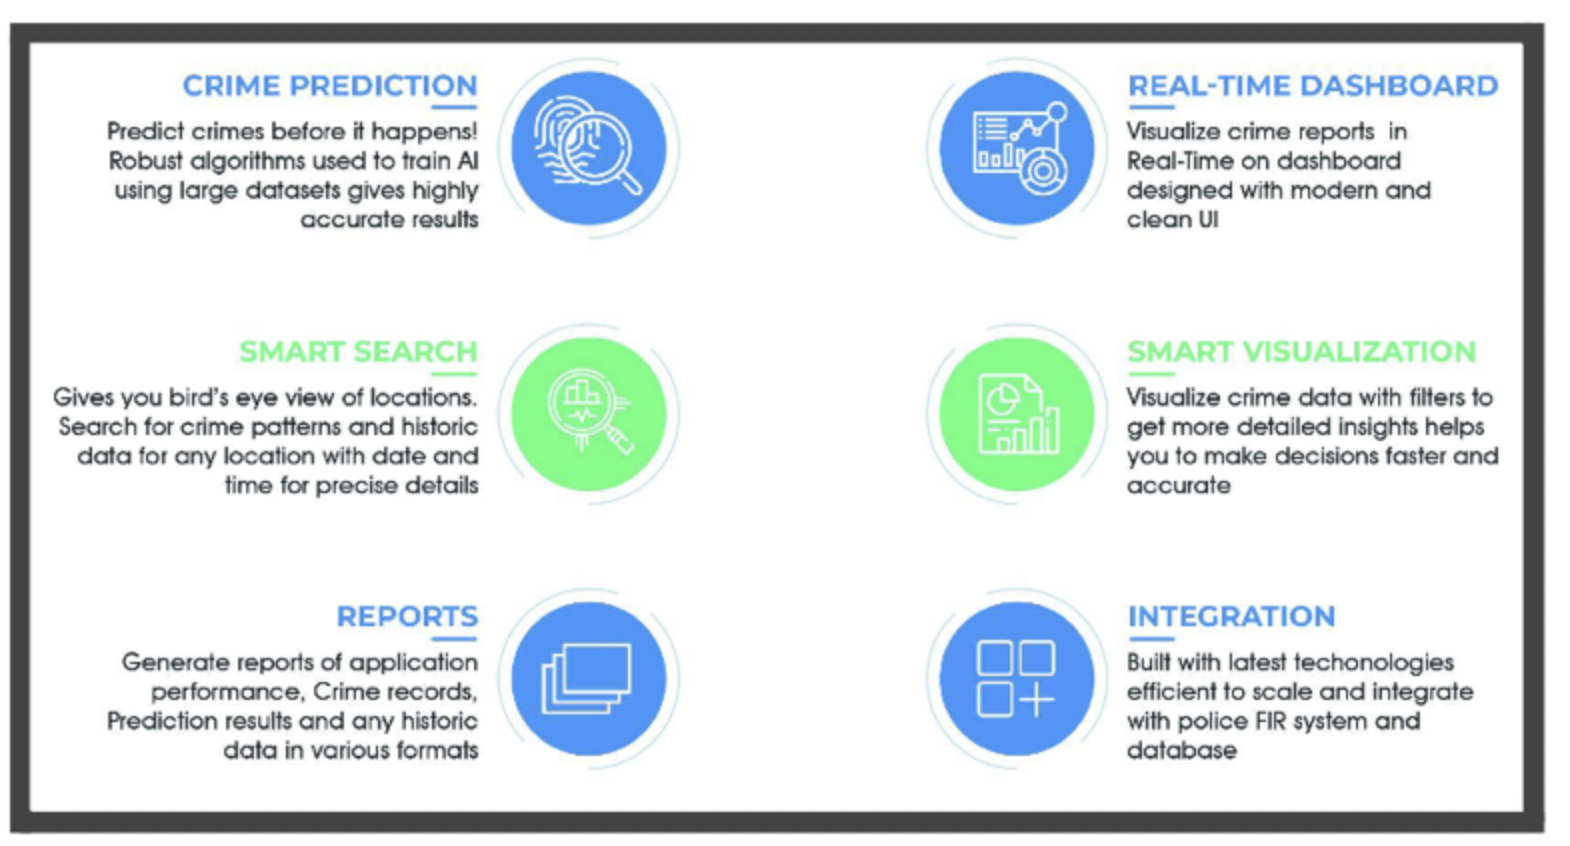 CRIME PREDICTION
Predict crimes before it happens!
Robust algorithms used to train AI
using large datasets gives highly
accurate results
REAL-TIME DASHBOARD
Visualize crime reports in
Real-Time on dashboard
designed with modern and
clean UI
SMART SEARCH
Gives you bird's eye view of locations.
Search for crime patterns and historic
data for any location with date and
time for precise details
SMART VISUALIZATION
Visualize crime data with filters to
get more detailed insights helps
you to make decisions faster and
accurate
REPORTS
Generate reports of application
performance, Crime records,
Prediction results and any historic
data in various formats
INTEGRATION
Built with latest techonologies
efficient to scale and integrate
with police FIR system and
database